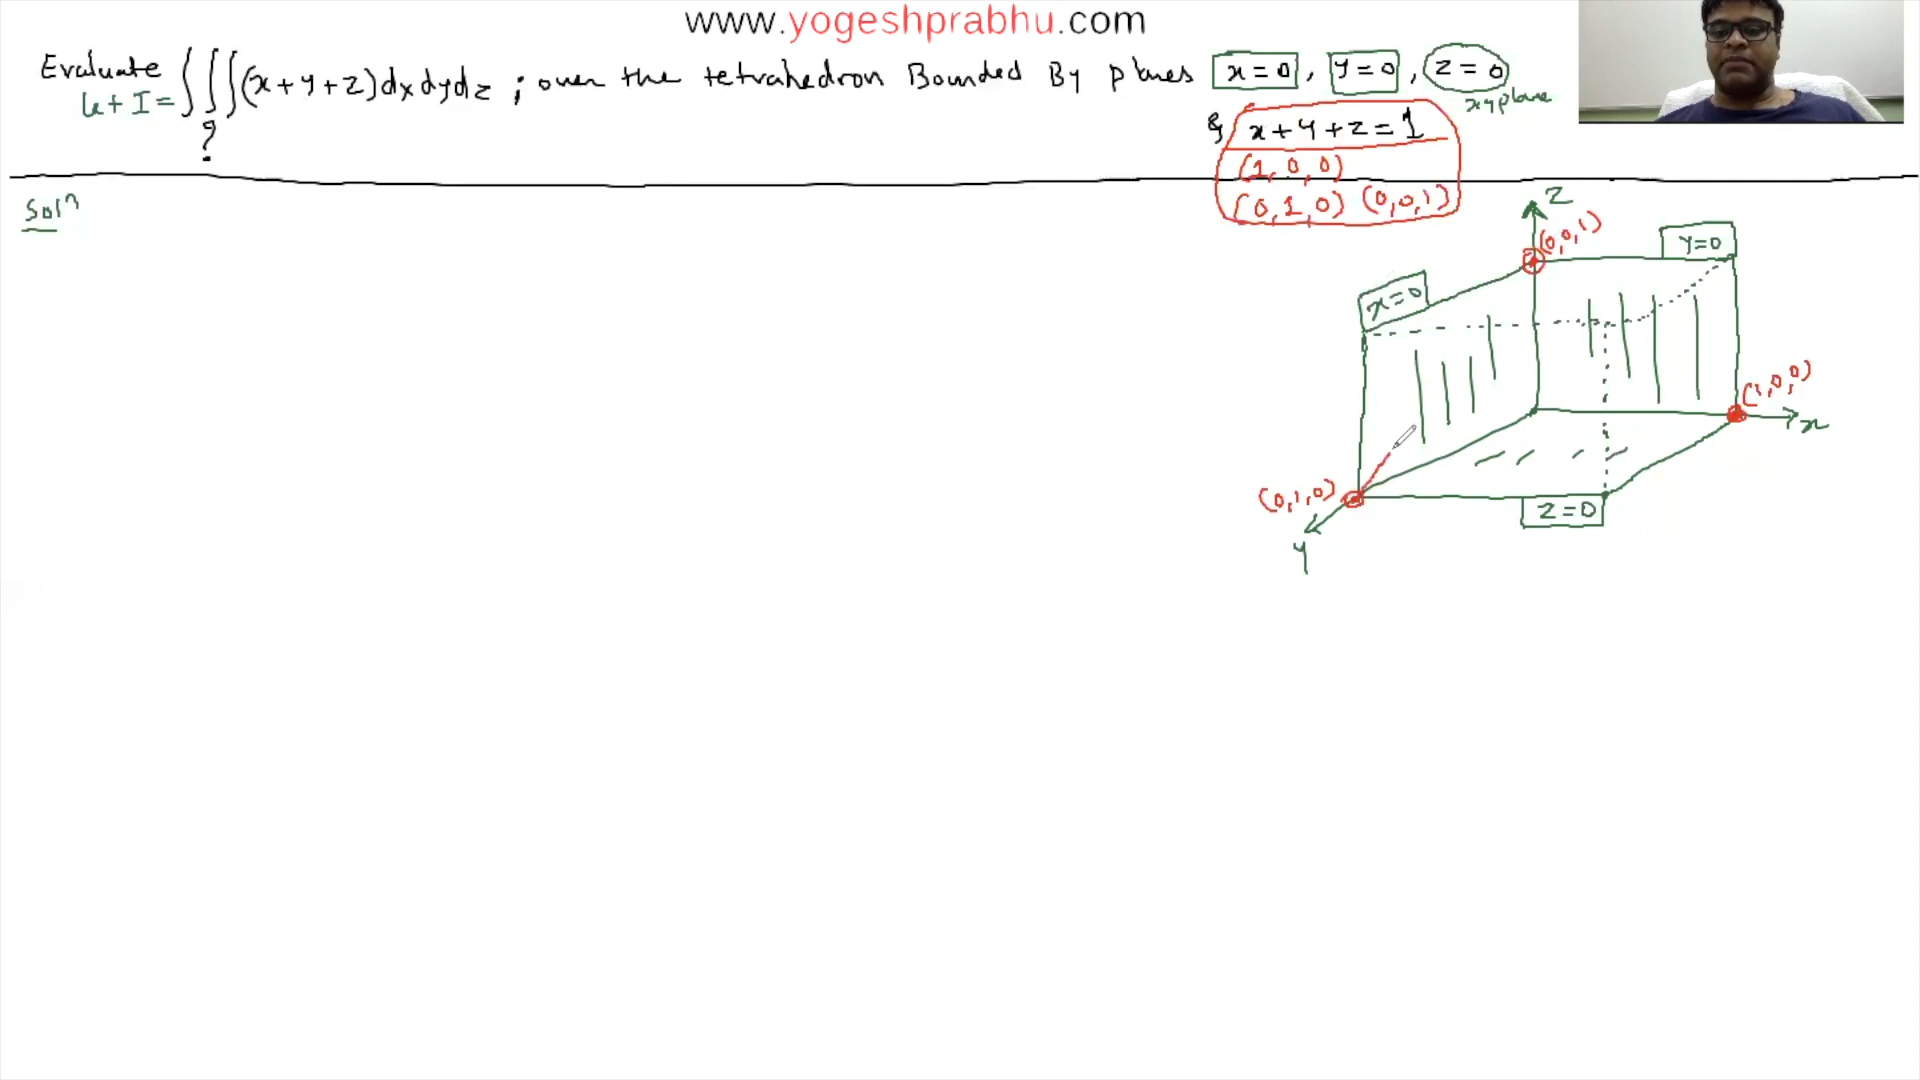 www.yogeshprabhu.com
Evaluate ∫∫∫(x+y+z)dxdydz ; over the tetrahedron Bounded By planes x=0, y=0, z=0
let I=
xy plane
?
& x+y+z=1
(1,0,0)
(0,1,0) (0,0,1)
Soln
z
(0,0,1)
y=0
x=0
(1,0,0)
x
(0,1,0)
z=0
y